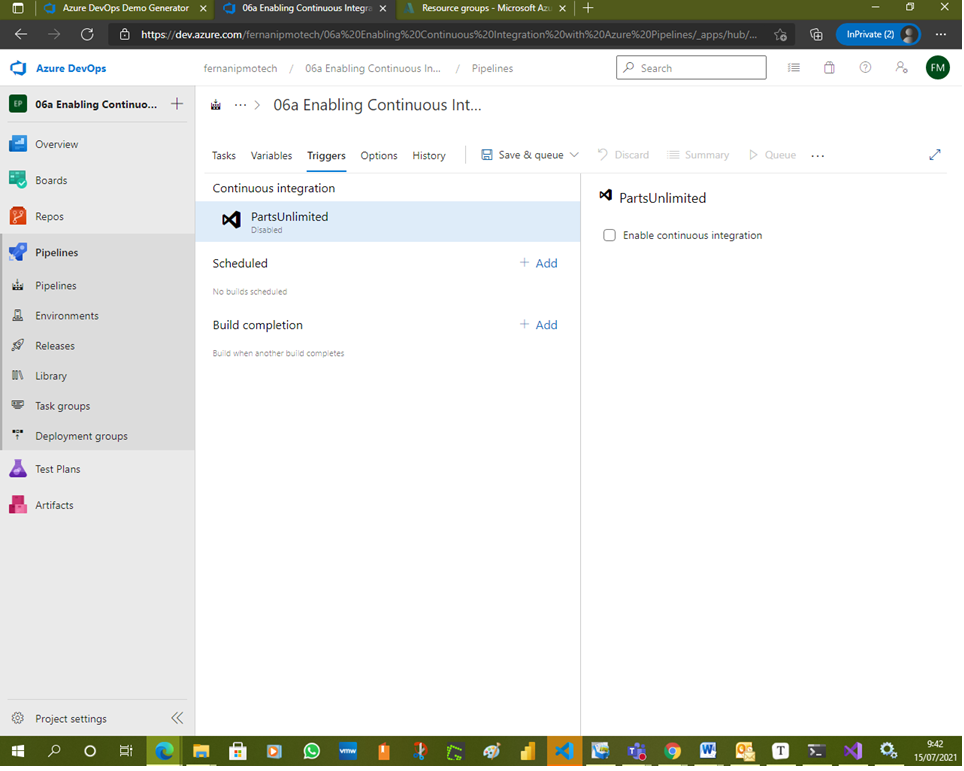 Azure DevOps Demo Generator
06a Enabling Continuous Integra
Resource groups - Microsoft Az
https://dev.azure.com/fernanipmotech/06a%20Enabling%20Continuous%20Integration%20with%20Azure%20Pipelines/_apps/hub/...
InPrivate (2)
Azure DevOps
fernanipmotech / 06a Enabling Continuous In... / Pipelines
Search
FM
EP
06a Enabling Continuo...
... > 06a Enabling Continuous Int...
Overview
Boards
Repos
Pipelines
Pipelines
Environments
Releases
Library
Task groups
Deployment groups
Test Plans
Artifacts
Project settings
Tasks Variables Triggers Options History Save & queue Discard Summary Queue ...
Continuous integration
PartsUnlimited
Disabled
Scheduled
+ Add
No builds scheduled
Build completion
+ Add
Build when another build completes
PartsUnlimited
Enable continuous integration
vmw
T
9:42
15/07/2021